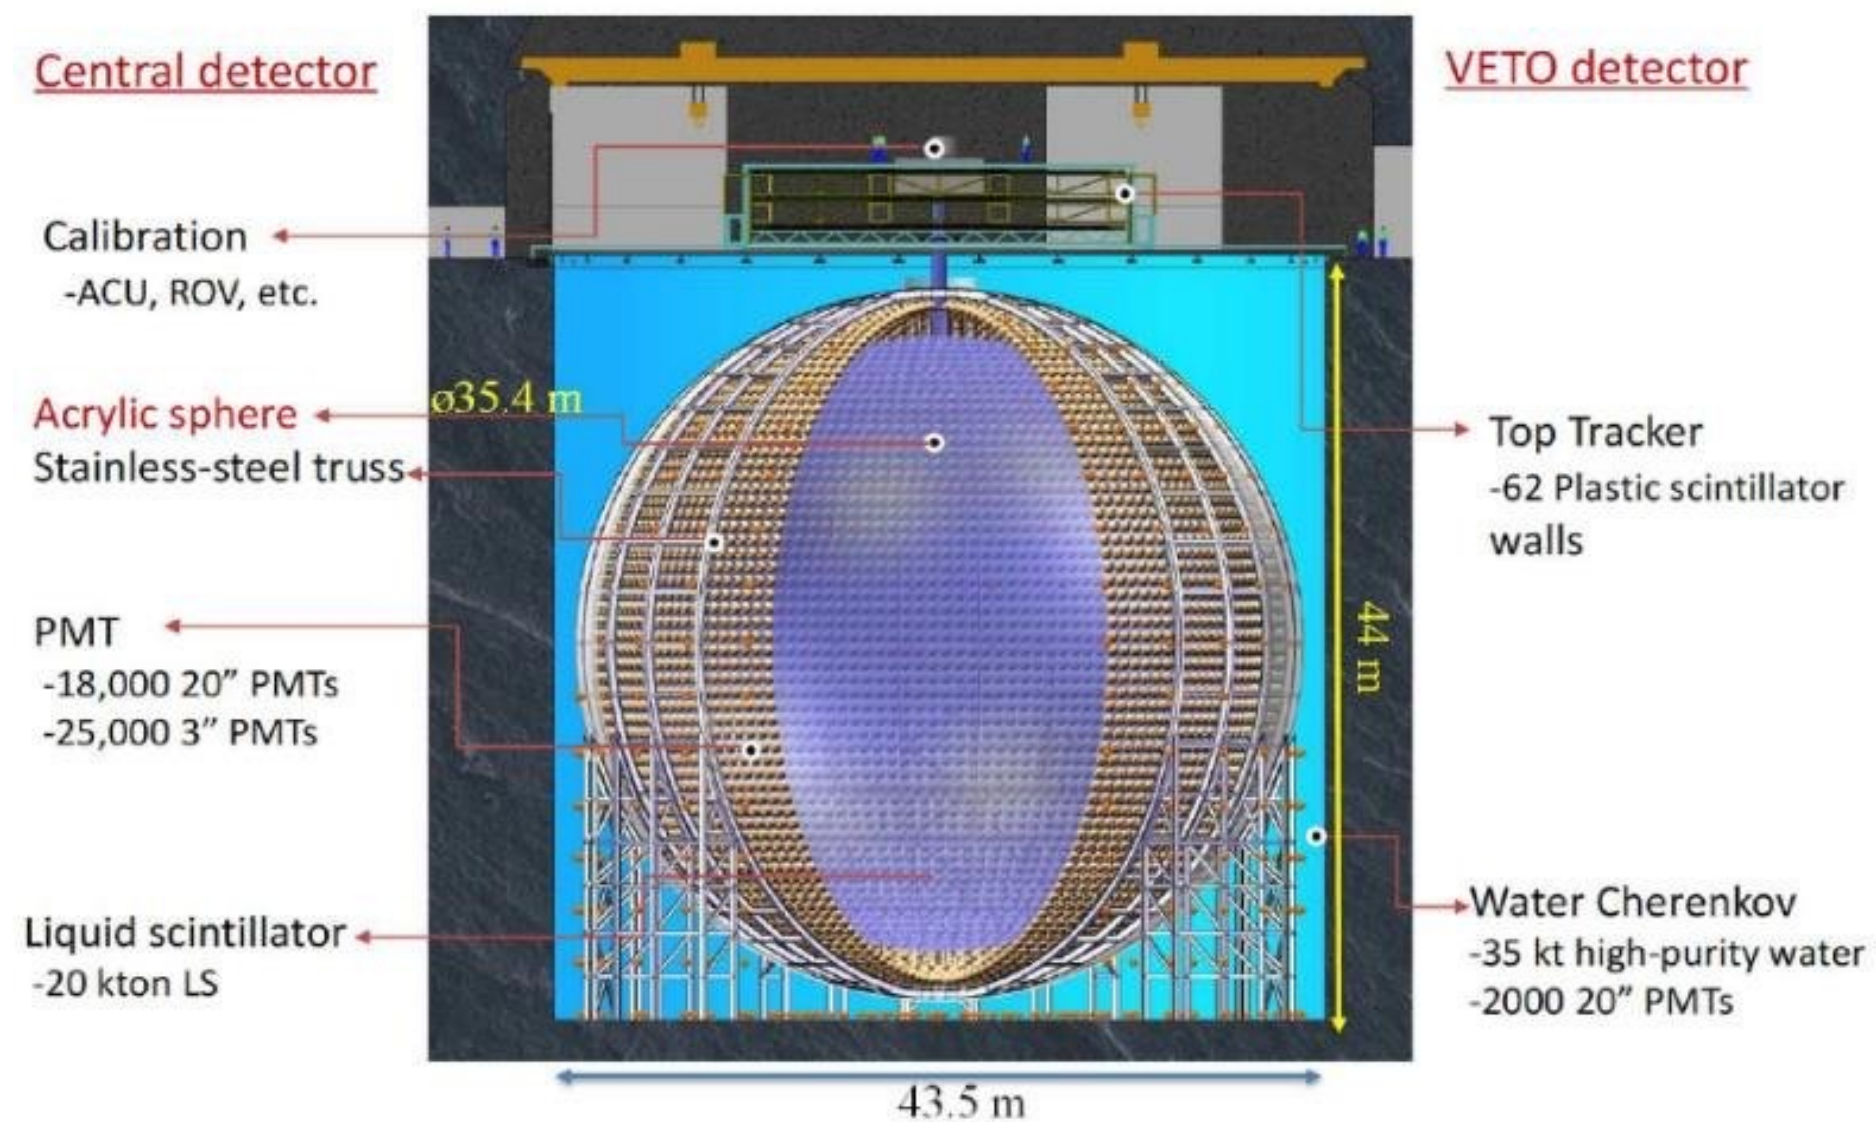 Central detector
VETO detector
Calibration
-ACU, ROV, etc.
ø35.4 m
Acrylic sphere
Stainless-steel truss
PMT
-18,000 20” PMTs
-25,000 3” PMTs
Liquid scintillator
-20 kton LS
Top Tracker
-62 Plastic scintillator
walls
44 m
Water Cherenkov
-35 kt high-purity water
-2000 20” PMTs
43.5 m